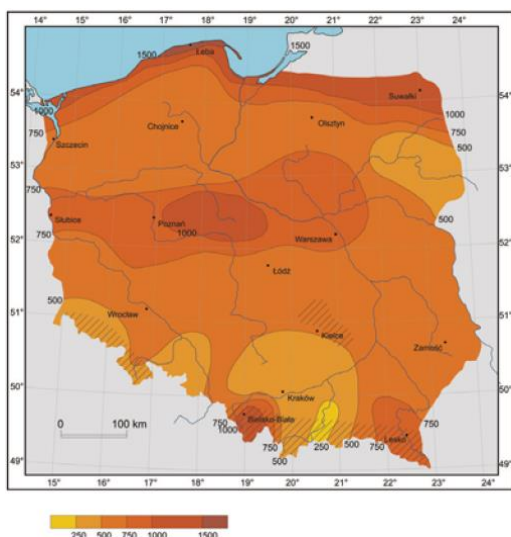 14° 15° 16° 17° 18° 19° 20° 21° 22° 23° 24°
1500
Łeba
1500
54°
54°
Suwałki
1000
1000
Chojnice
Olsztyn
750
750
Szczecin
500
53°
53°
750
Słubice
Poznań
500
1000
Warszawa
750
52°
52°
Łódź
500
51°
Wrocław
51°
Kielce
Zamość
50°
50°
Kraków
0 100 km
Bielsko-Biała
750
750
1000
Lesko
750
250
500
750
500
49°
49°
15° 16° 17° 18° 19° 20° 21° 22° 23° 24°
250 500 750 1000 1500